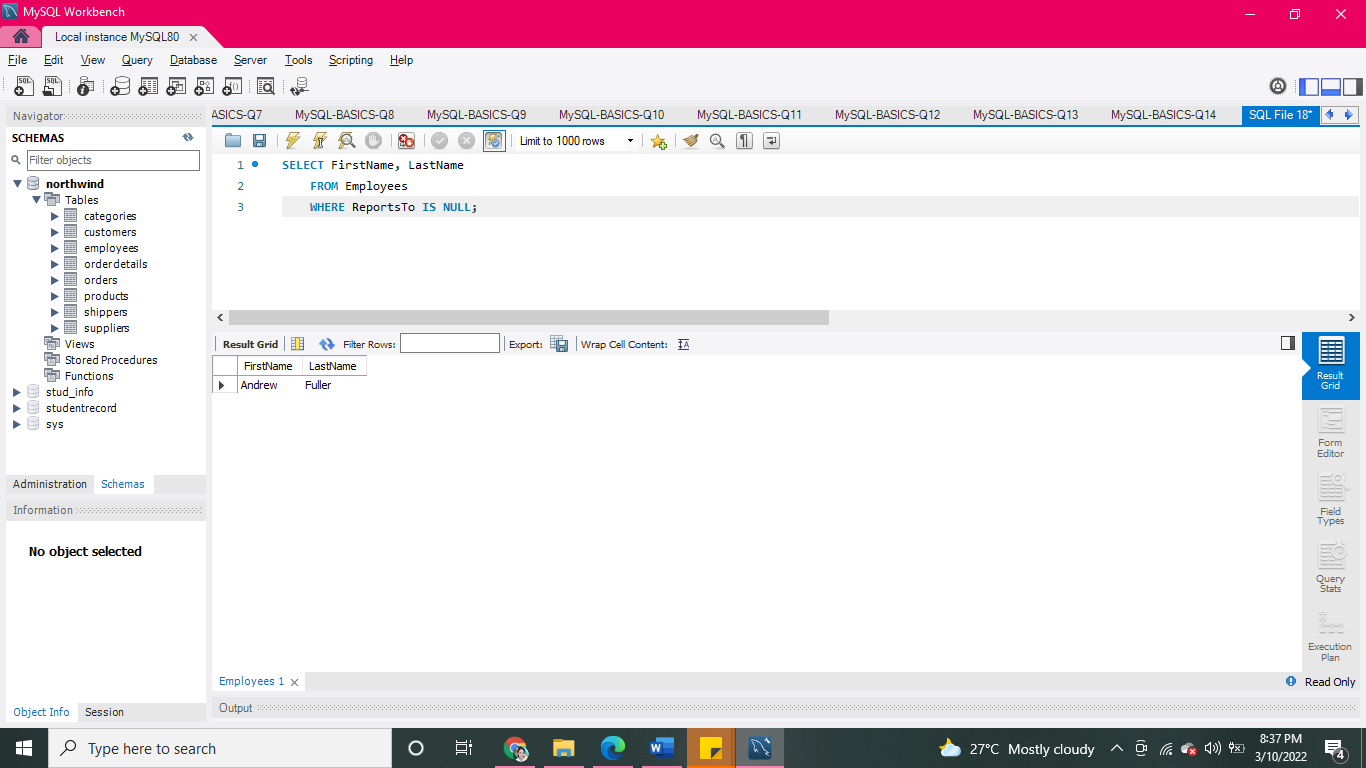 MySQL Workbench
Local instance MySQL80
File Edit View Query Database Server Tools Scripting Help
Navigator
SCHEMAS
Filter objects
northwind
Tables
categories
customers
employees
orderdetails
orders
products
shippers
suppliers
Views
Stored Procedures
Functions
stud_info
studentrecord
sys
Administration Schemas
Information
No object selected
Object Info Session
ASICS-Q7 MySQL-BASICS-Q8 MySQL-BASICS-Q9 MySQL-BASICS-Q10 MySQL-BASICS-Q11 MySQL-BASICS-Q12 MySQL-BASICS-Q13 MySQL-BASICS-Q14 SQL File 18*
Limit to 1000 rows
1 SELECT FirstName, LastName
2 FROM Employees
3 WHERE ReportsTo IS NULL;
Result Grid Filter Rows: Export: Wrap Cell Content:
FirstName LastName
Andrew Fuller
Result
Grid
Form
Editor
Field
Types
Query
Stats
Execution
Plan
Employees 1 Read Only
Output
Type here to search
27°C Mostly cloudy
8:37 PM
3/10/2022
4